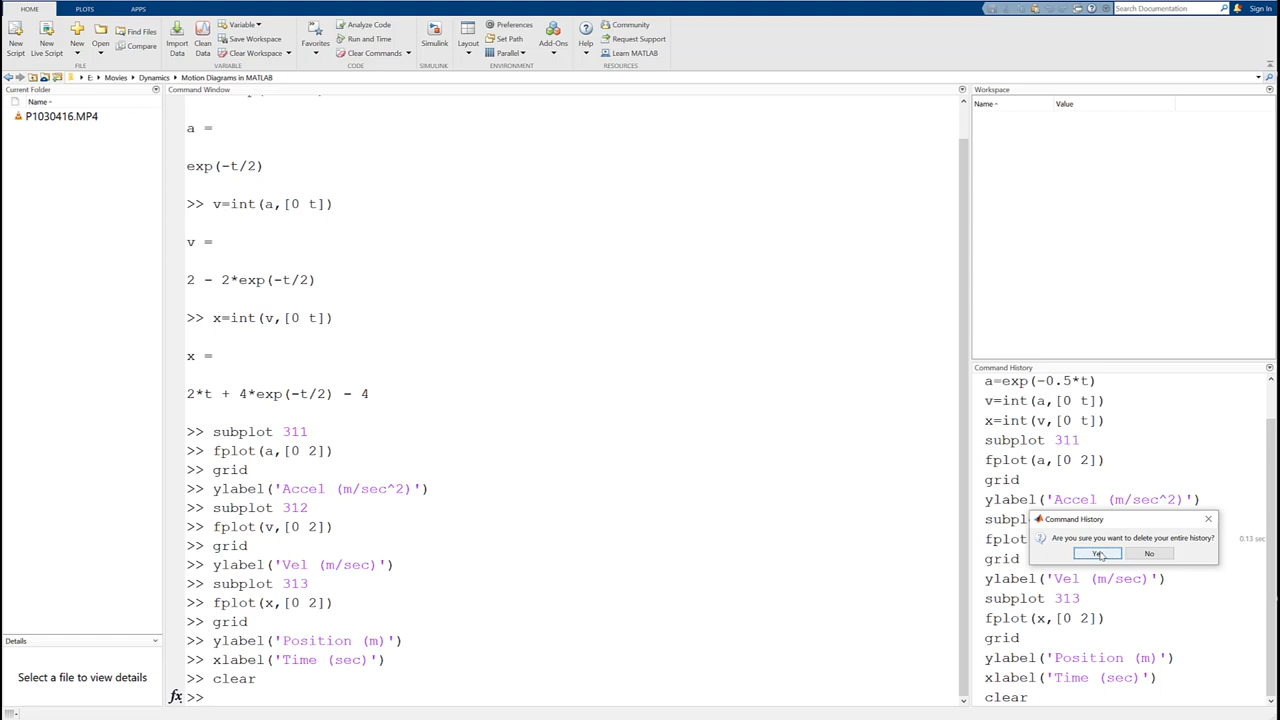 HOME
PLOTS
APPS
Search Documentation
Sign In
New Script
New Live Script
New
Open
Find Files
Compare
Import Data
Clean Data
Variable
Save Workspace
Clear Workspace
Favorites
Analyze Code
Run and Time
Clear Commands
Simulink
Layout
Preferences
Set Path
Parallel
Add-Ons
Help
Community
Request Support
Learn MATLAB
FILE
VARIABLE
CODE
SIMULINK
ENVIRONMENT
RESOURCES
E: Movies Dynamics Motion Diagrams in MATLAB
Current Folder
Name
P1030416.MP4
Details
Select a file to view details
Command Window
a =
exp(-t/2)
>> v=int(a,[0 t])
v =
2 - 2*exp(-t/2)
>> x=int(v,[0 t])
x =
2*t + 4*exp(-t/2) - 4
>> subplot 311
>> fplot(a,[0 2])
>> grid
>> ylabel('Accel (m/sec^2)')
>> subplot 312
>> fplot(v,[0 2])
>> grid
>> ylabel('Vel (m/sec)')
>> subplot 313
>> fplot(x,[0 2])
>> grid
>> ylabel('Position (m)')
>> xlabel('Time (sec)')
>> clear
fx >>
Workspace
Name
Value
Command History
a=exp(-0.5*t)
v=int(a,[0 t])
x=int(v,[0 t])
subplot 311
fplot(a,[0 2])
grid
ylabel('Accel (m/sec^2)')
subpl
fplot
0.13 sec
grid
ylabel('Vel (m/sec)')
subplot 313
fplot(x,[0 2])
grid
ylabel('Position (m)')
xlabel('Time (sec)')
clear
Command History
Are you sure you want to delete your entire history?
Yes
No